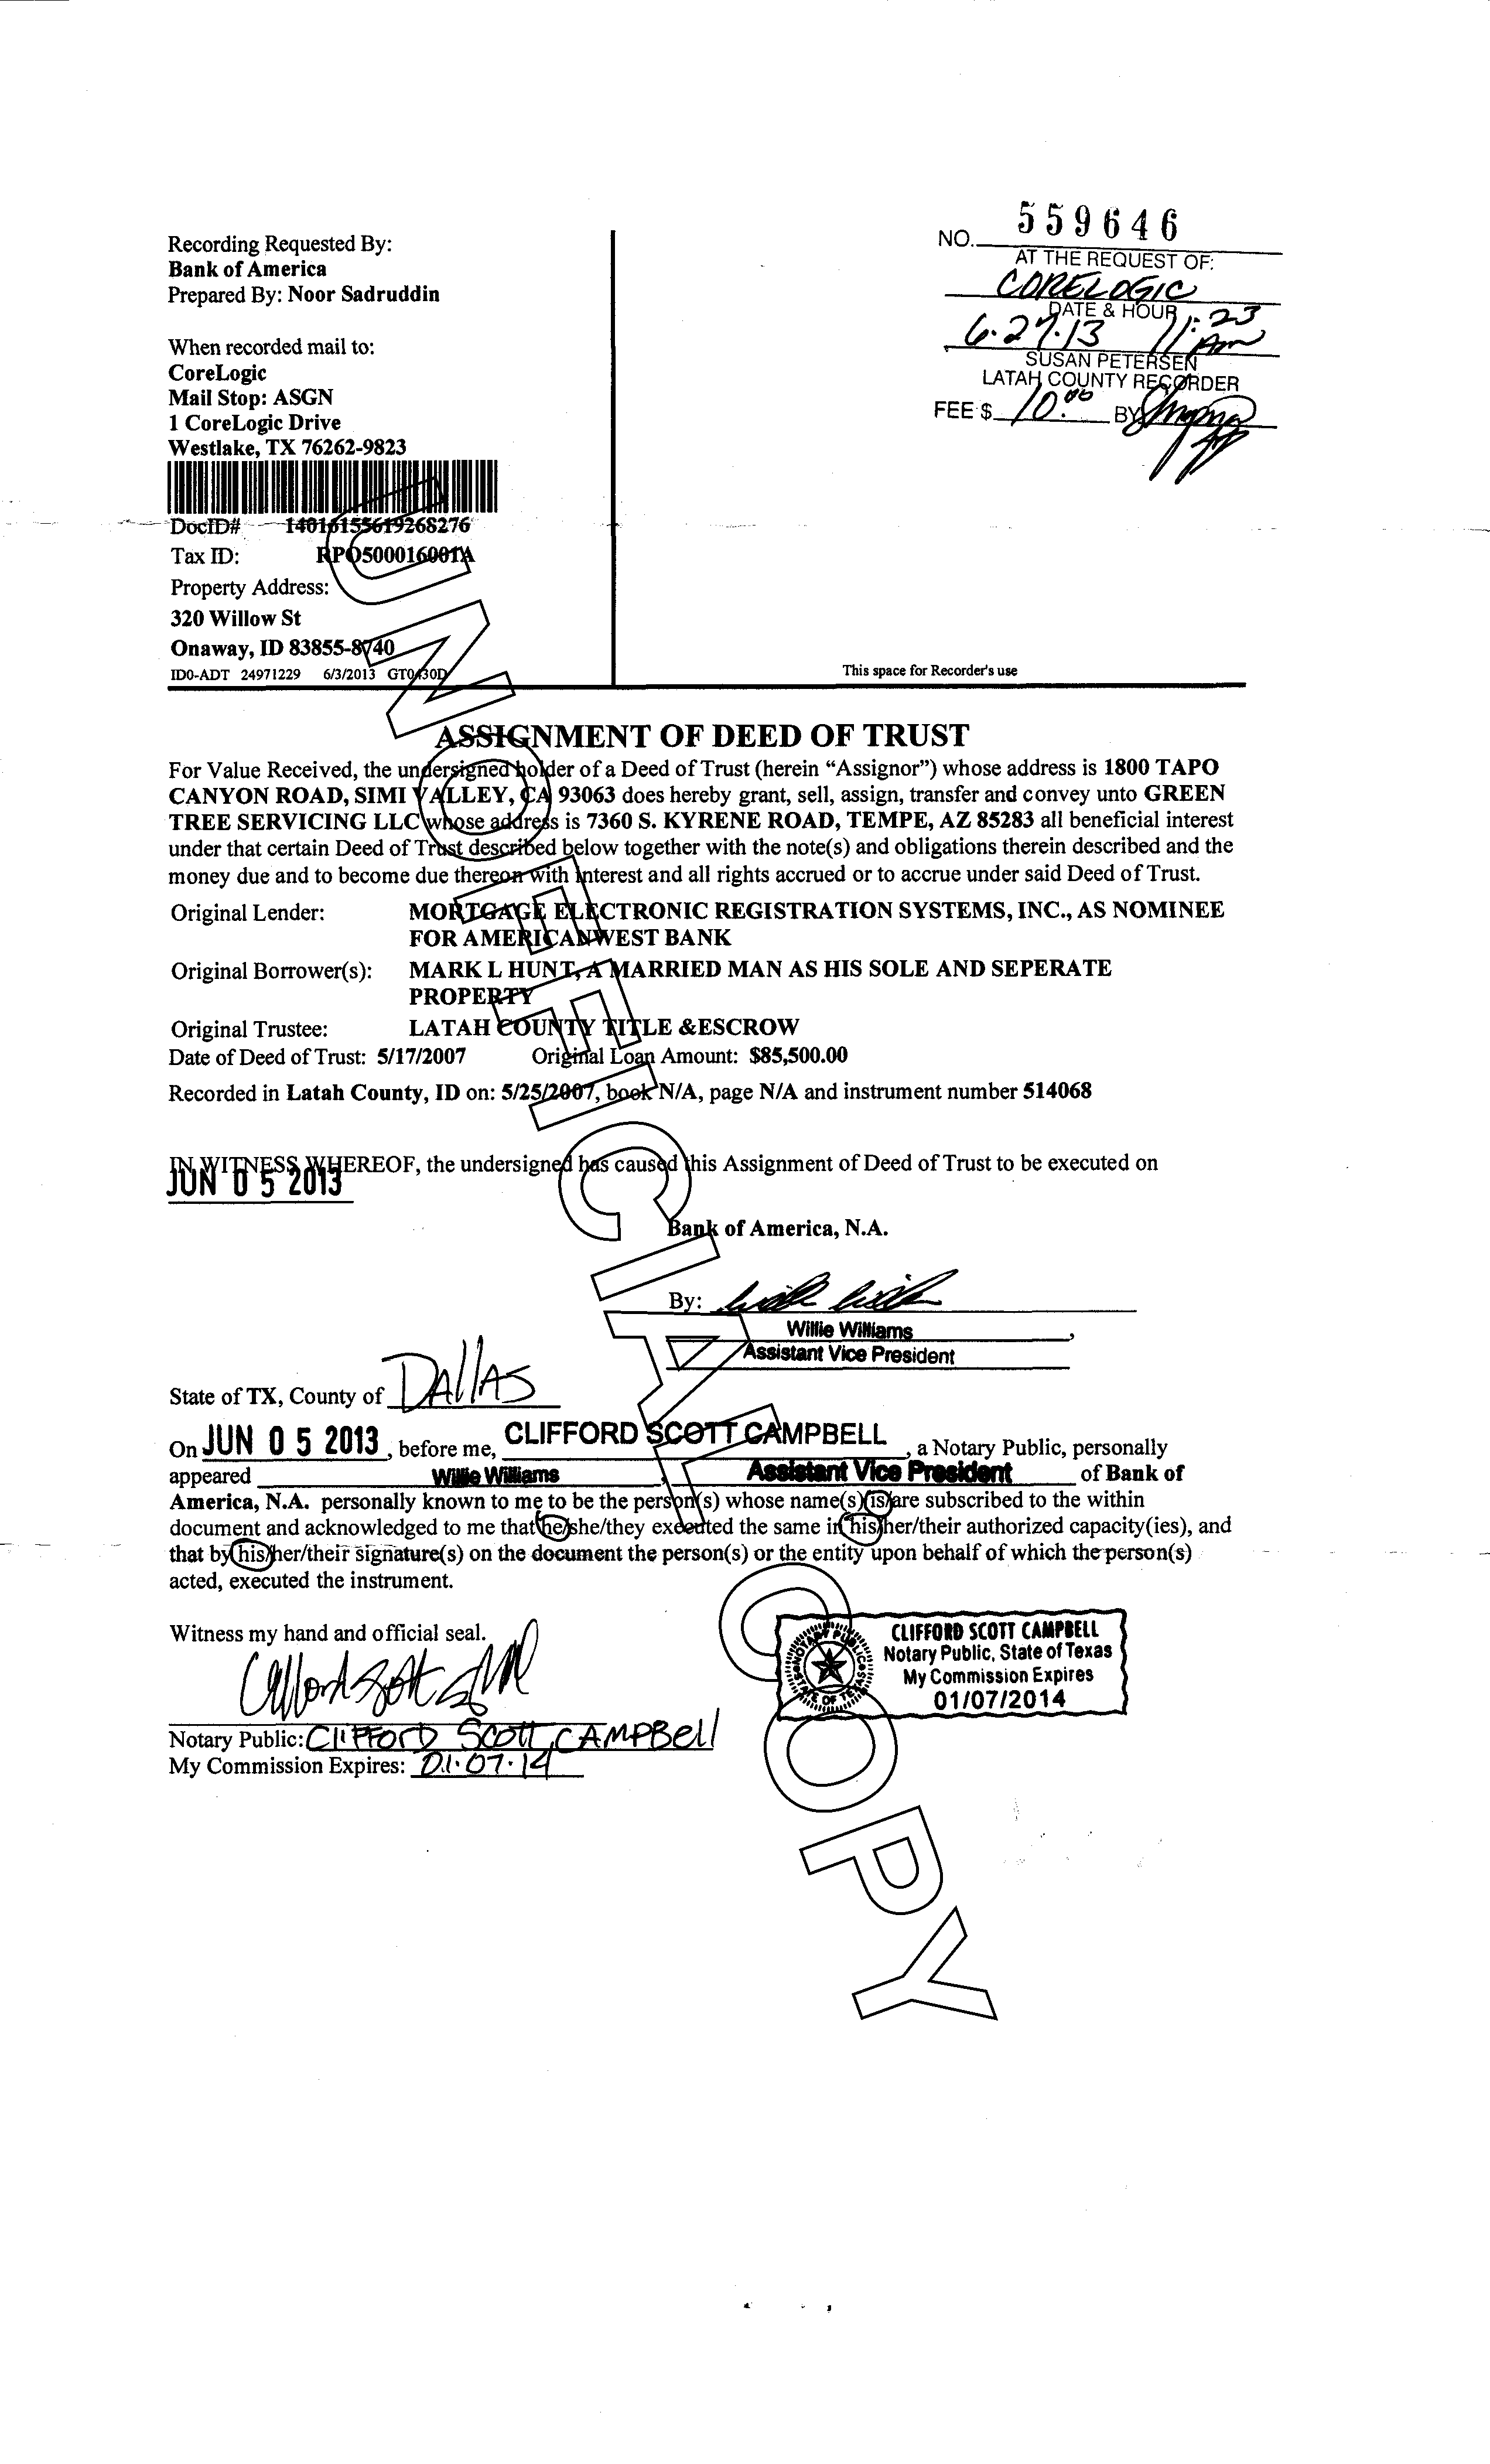 NO. 559646
AT THE REQUEST OF:
CORELOGIC
DATE & HOUR
6.27.13 11:23 Am
SUSAN PETERSEN
LATAH COUNTY RECORDER
FEE $ 10.00 BY
Recording Requested By:
Bank of America
Prepared By: Noor Sadruddin
When recorded mail to:
CoreLogic
Mail Stop: ASGN
1 CoreLogic Drive
Westlake, TX 76262-9823
DocID# 14016155619268276
Tax ID: RPO500016001A
Property Address:
320 Willow St
Onaway, ID 83855-8740
ID0-ADT 24971229 6/3/2013 GT0430D
This space for Recorder's use
ASSIGNMENT OF DEED OF TRUST
For Value Received, the undersigned holder of a Deed of Trust (herein “Assignor”) whose address is 1800 TAPO
CANYON ROAD, SIMI VALLEY, CA 93063 does hereby grant, sell, assign, transfer and convey unto GREEN
TREE SERVICING LLC whose address is 7360 S. KYRENE ROAD, TEMPE, AZ 85283 all beneficial interest
under that certain Deed of Trust described below together with the note(s) and obligations therein described and the
money due and to become due thereon with interest and all rights accrued or to accrue under said Deed of Trust.
Original Lender: MORTGAGE ELECTRONIC REGISTRATION SYSTEMS, INC., AS NOMINEE
FOR AMERICANWEST BANK
Original Borrower(s): MARK L HUNT, A MARRIED MAN AS HIS SOLE AND SEPERATE
PROPERTY
Original Trustee: LATAH COUNTY TITLE &ESCROW
Date of Deed of Trust: 5/17/2007 Original Loan Amount: $85,500.00
Recorded in Latah County, ID on: 5/25/2007, book N/A, page N/A and instrument number 514068
IN WITNESS WHEREOF, the undersigned has caused this Assignment of Deed of Trust to be executed on
JUN 05 2013
Bank of America, N.A.
By:
Willie Williams,
Assistant Vice President
State of TX, County of DAllAS
On JUN 05 2013, before me, CLIFFORD SCOTT CAMPBELL, a Notary Public, personally
appeared Willie Williams, Assistant Vice President of Bank of
America, N.A. personally known to me to be the person(s) whose name(s) is/are subscribed to the within
document and acknowledged to me that he/she/they executed the same in his/her/their authorized capacity(ies), and
that by his/her/their signature(s) on the document the person(s) or the entity upon behalf of which the person(s)
acted, executed the instrument.
Witness my hand and official seal.
Notary Public: Clifford Scott CAMPBell
My Commission Expires: 01.07.14
NOTARY PUBLIC
STATE OF TEXAS
CLIFFORD SCOTT CAMPBELL
Notary Public, State of Texas
My Commission Expires
01/07/2014
UNOFFICIAL COPY